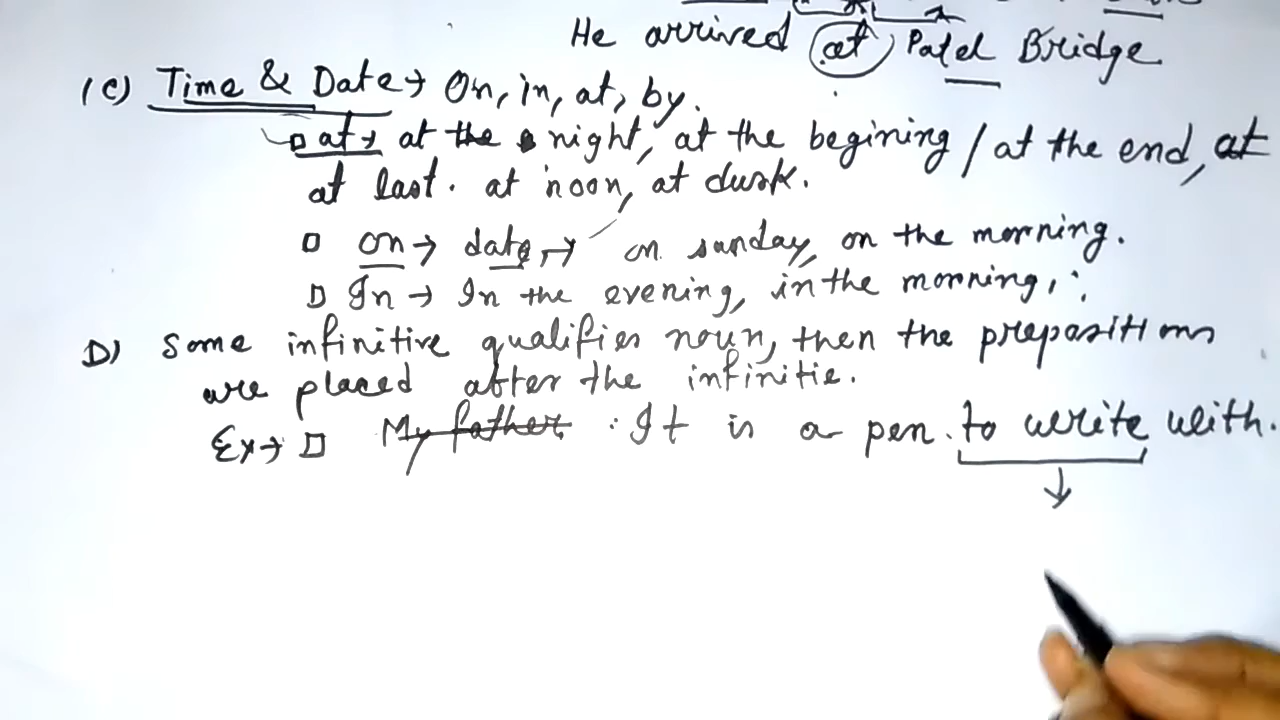 He arrived at Patel Bridge
(C) Time & Date → On, in, at, by.
at → at the night, at the begining / at the end, at
at last. at noon, at dusk.
on → date, → on sunday, on the morning.
In → In the evening, in the morning,
D) Some infinitive qualifies noun, then the prepositions
are placed after the infinitie.
Ex → My father : It is a pen to write with.